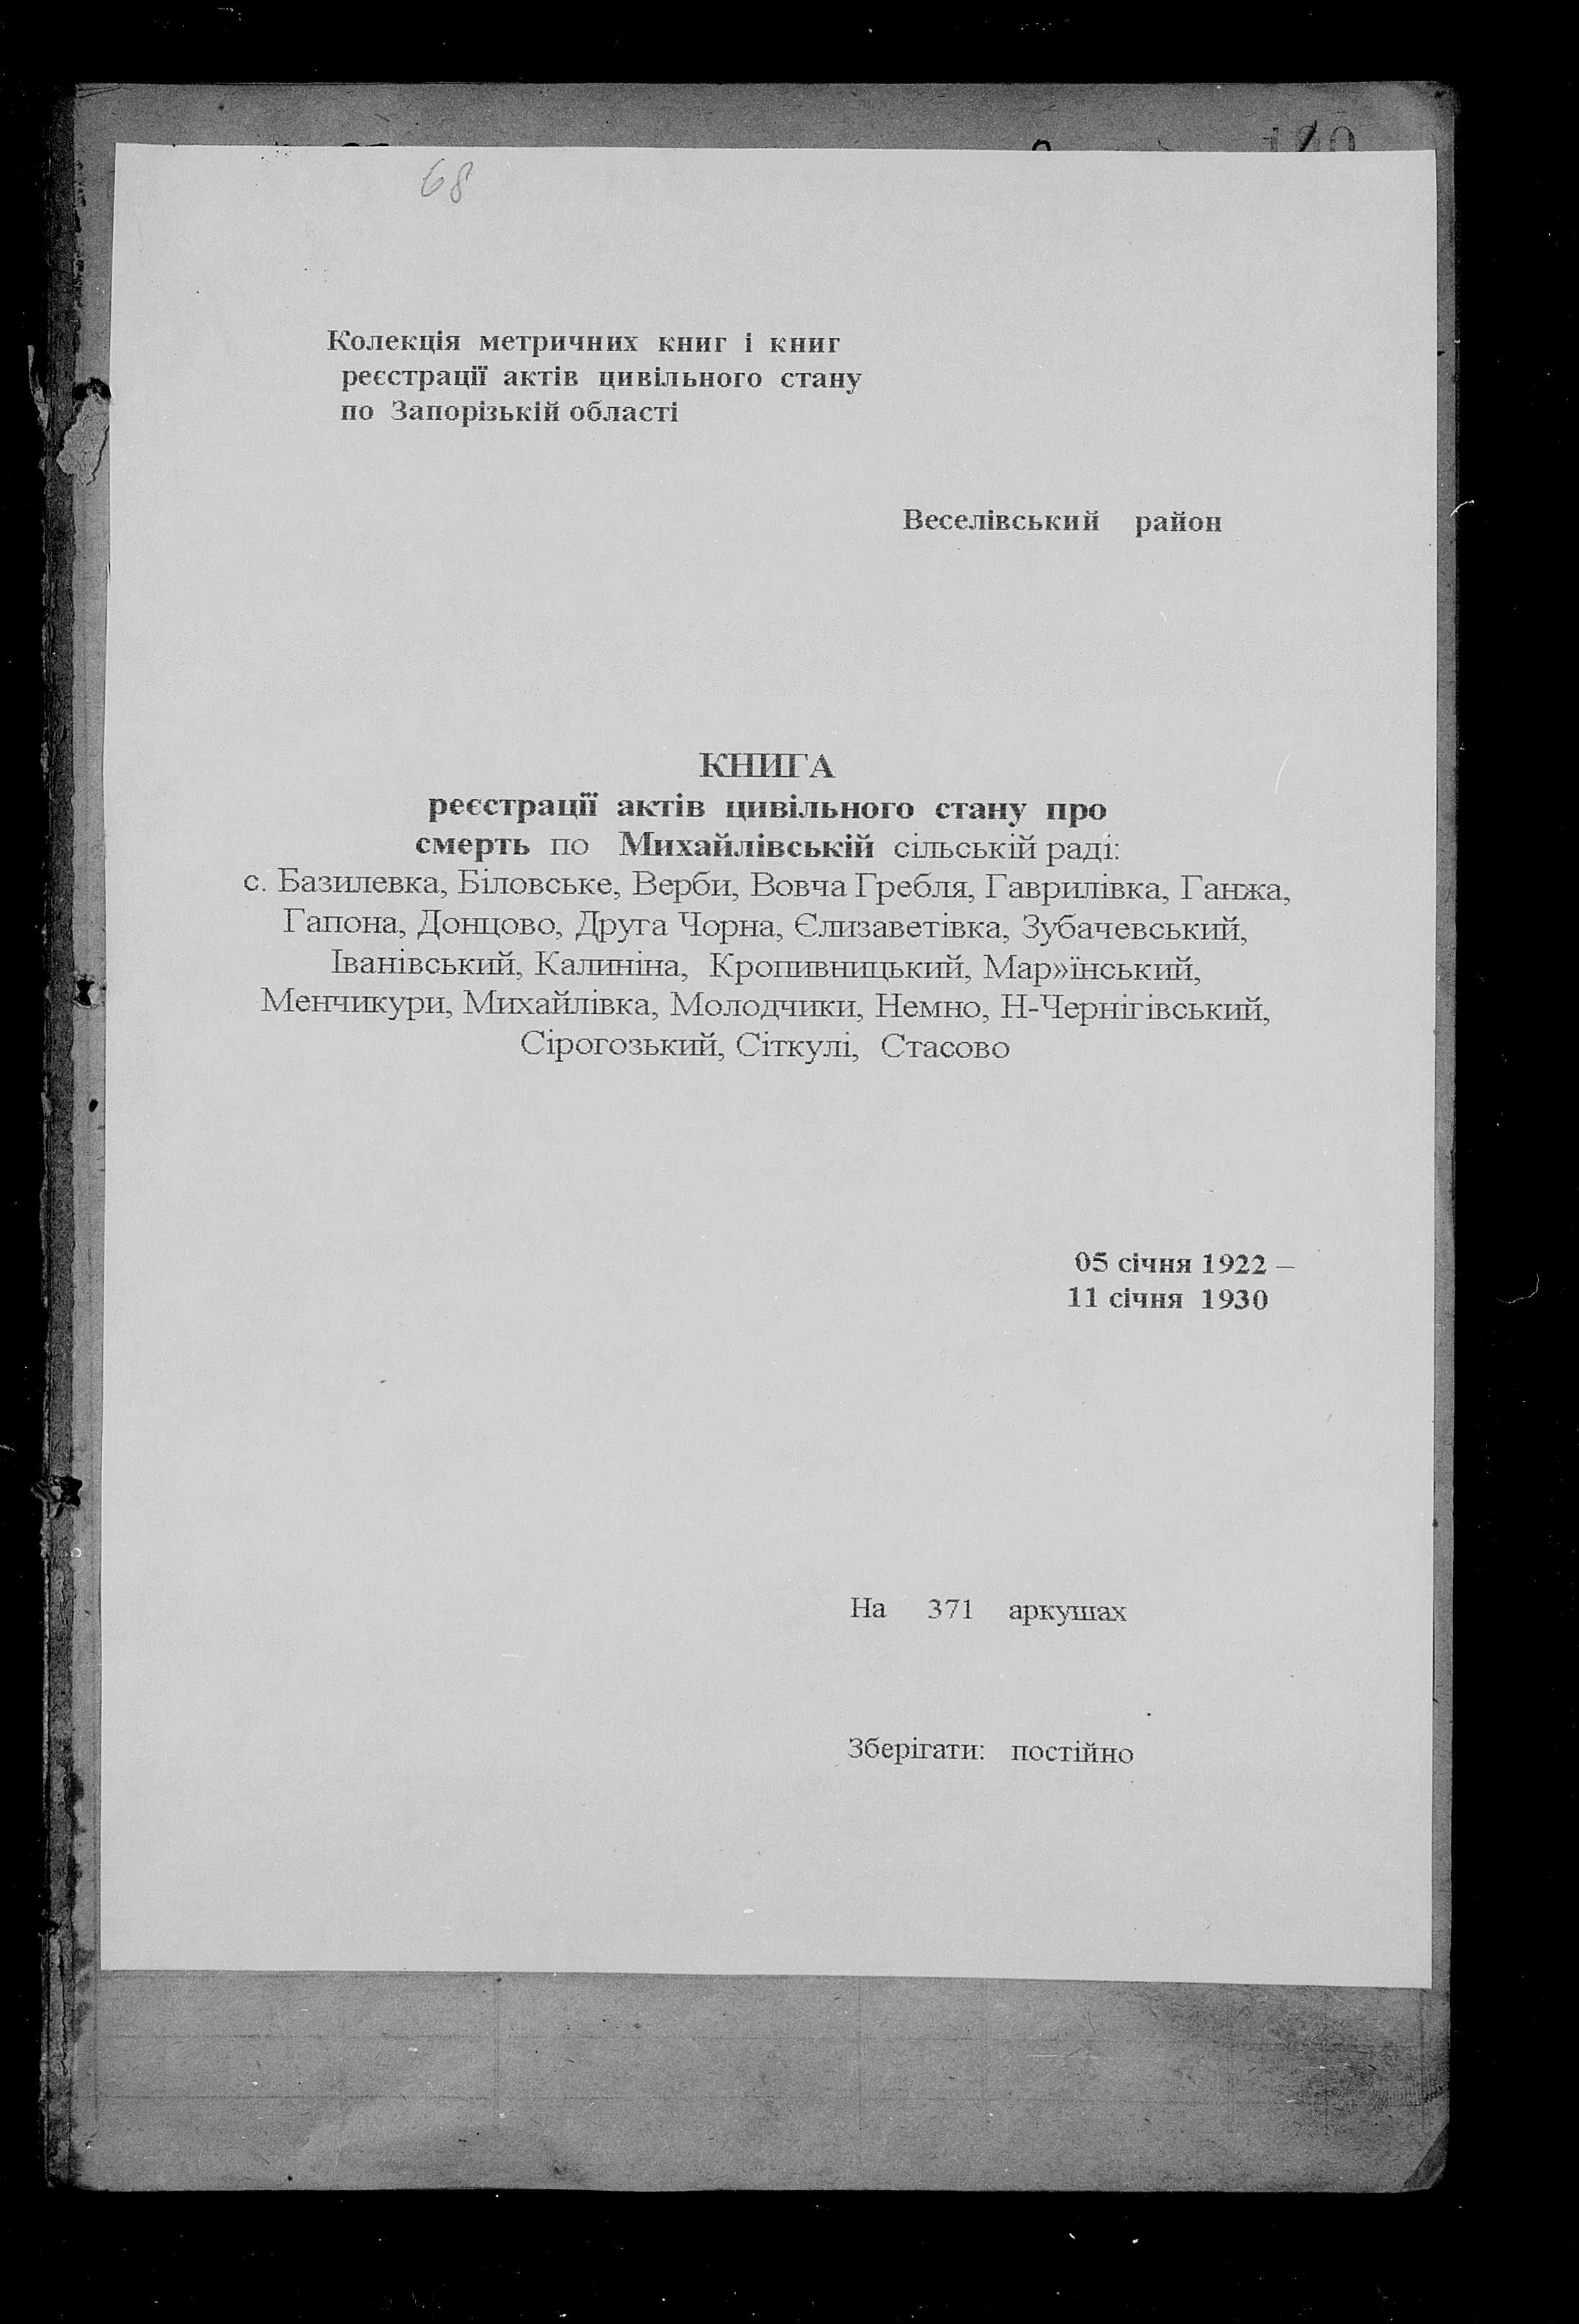 68
Колекція метричних книг і книг
реєстрації актів цивільного стану
по Запорізькій області
Веселівський район
КНИГА
реєстрації актів цивільного стану про
смерть по Михайлівській сільській раді:
с. Базилевка, Біловське, Верби, Вовча Гребля, Гаврилівка, Ганжа,
Гапона, Донцово, Друга Чорна, Єлизаветівка, Зубачевський,
Іванівський, Калиніна, Кропивницький, Мар»їнський,
Менчикури, Михайлівка, Молодчики, Немно, Н-Чернігівський,
Сірогозький, Сіткулі, Стасово
05 січня 1922 –
11 січня 1930
На 371 аркушах
Зберігати: постійно